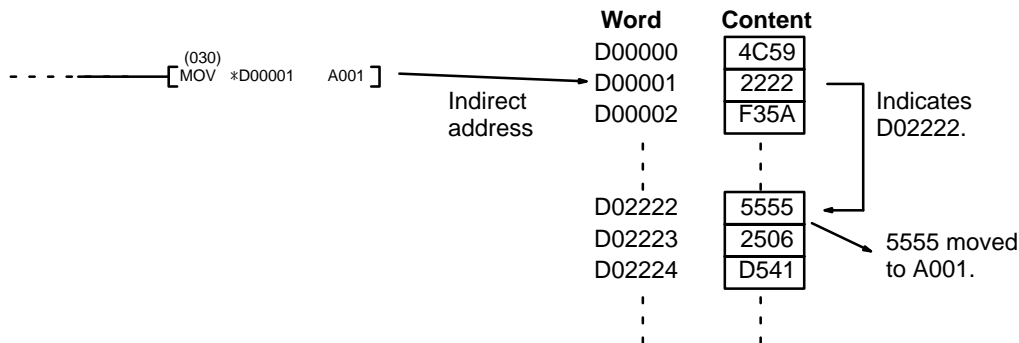 Word Content
D00000 4C59
(030)
[MOV *D00001 A001]
D00001 2222
D00002 F35A
Indirect
address
Indicates
D02222.
D02222 5555
D02223 2506
D02224 D541
5555 moved
to A001.